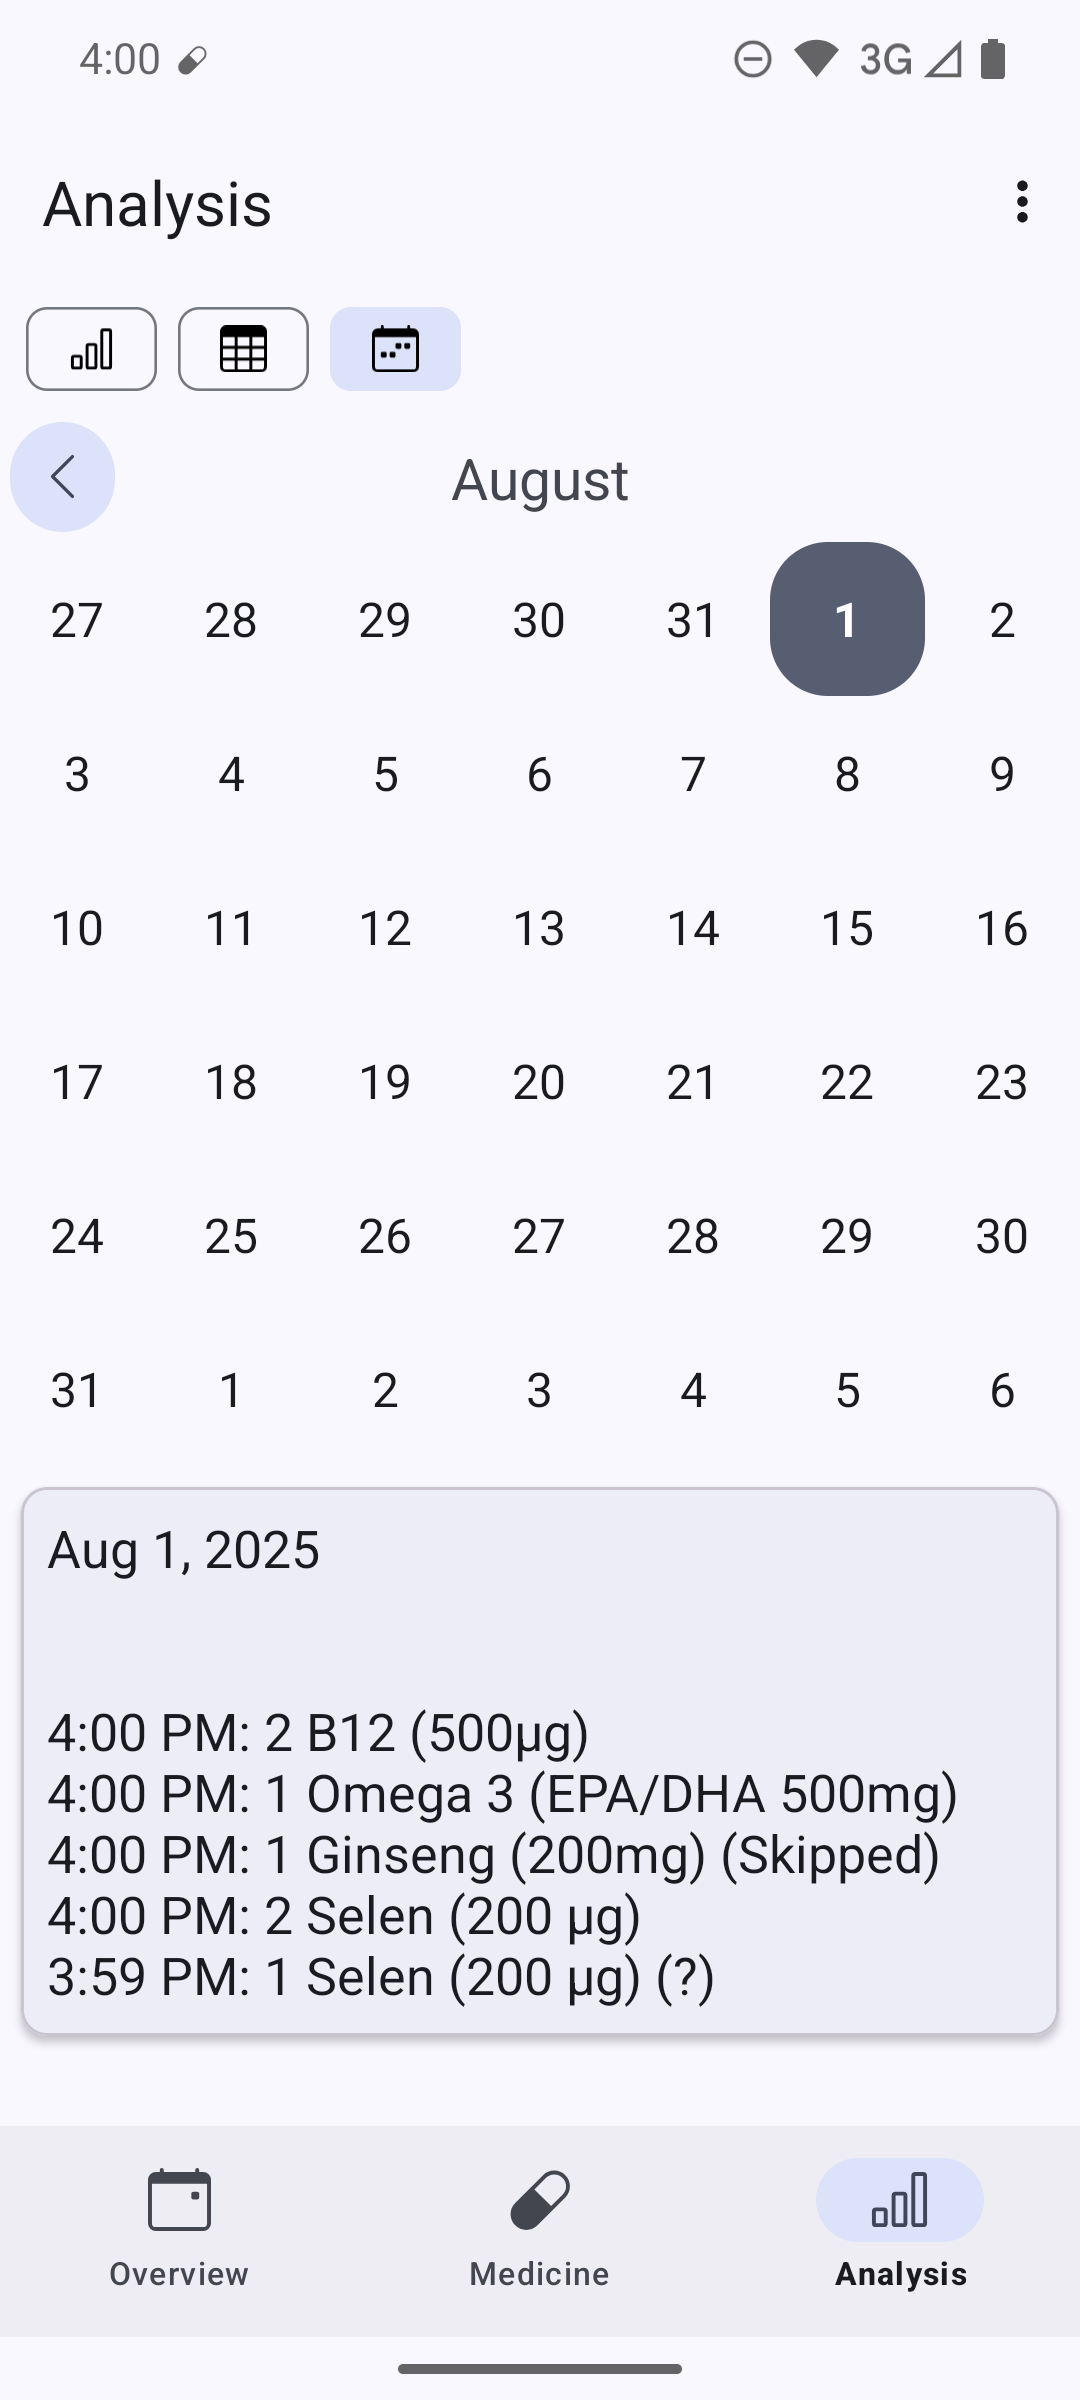 4:00 3G
Analysis
August
27 28 29 30 31 1 2
3 4 5 6 7 8 9
10 11 12 13 14 15 16
17 18 19 20 21 22 23
24 25 26 27 28 29 30
31 1 2 3 4 5 6
Aug 1, 2025
4:00 PM: 2 B12 (500µg)
4:00 PM: 1 Omega 3 (EPA/DHA 500mg)
4:00 PM: 1 Ginseng (200mg) (Skipped)
4:00 PM: 2 Selen (200 µg)
3:59 PM: 1 Selen (200 µg) (?)
Overview Medicine Analysis